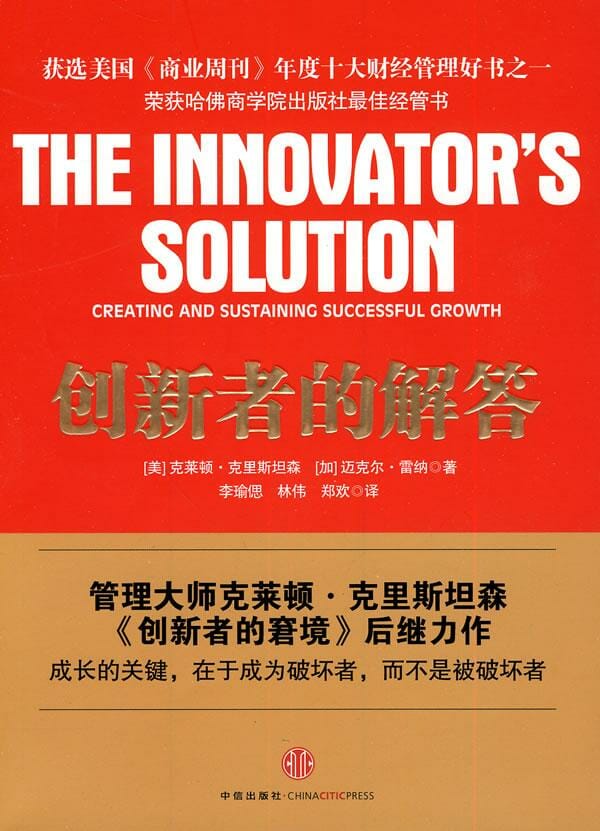 获选美国《商业周刊》年度十大财经管理好书之一
荣获哈佛商学院出版社最佳经管书
THE INNOVATOR'S
SOLUTION
CREATING AND SUSTAINING SUCCESSFUL GROWTH
创新者的解答
[美] 克莱顿·克里斯坦森 [加] 迈克尔·雷纳◎著
李瑜偲 林伟 郑欢◎译
管理大师克莱顿·克里斯坦森
《创新者的窘境》后继力作
成长的关键，在于成为破坏者，而不是被破坏者
中信出版社·CHINACITICPRESS